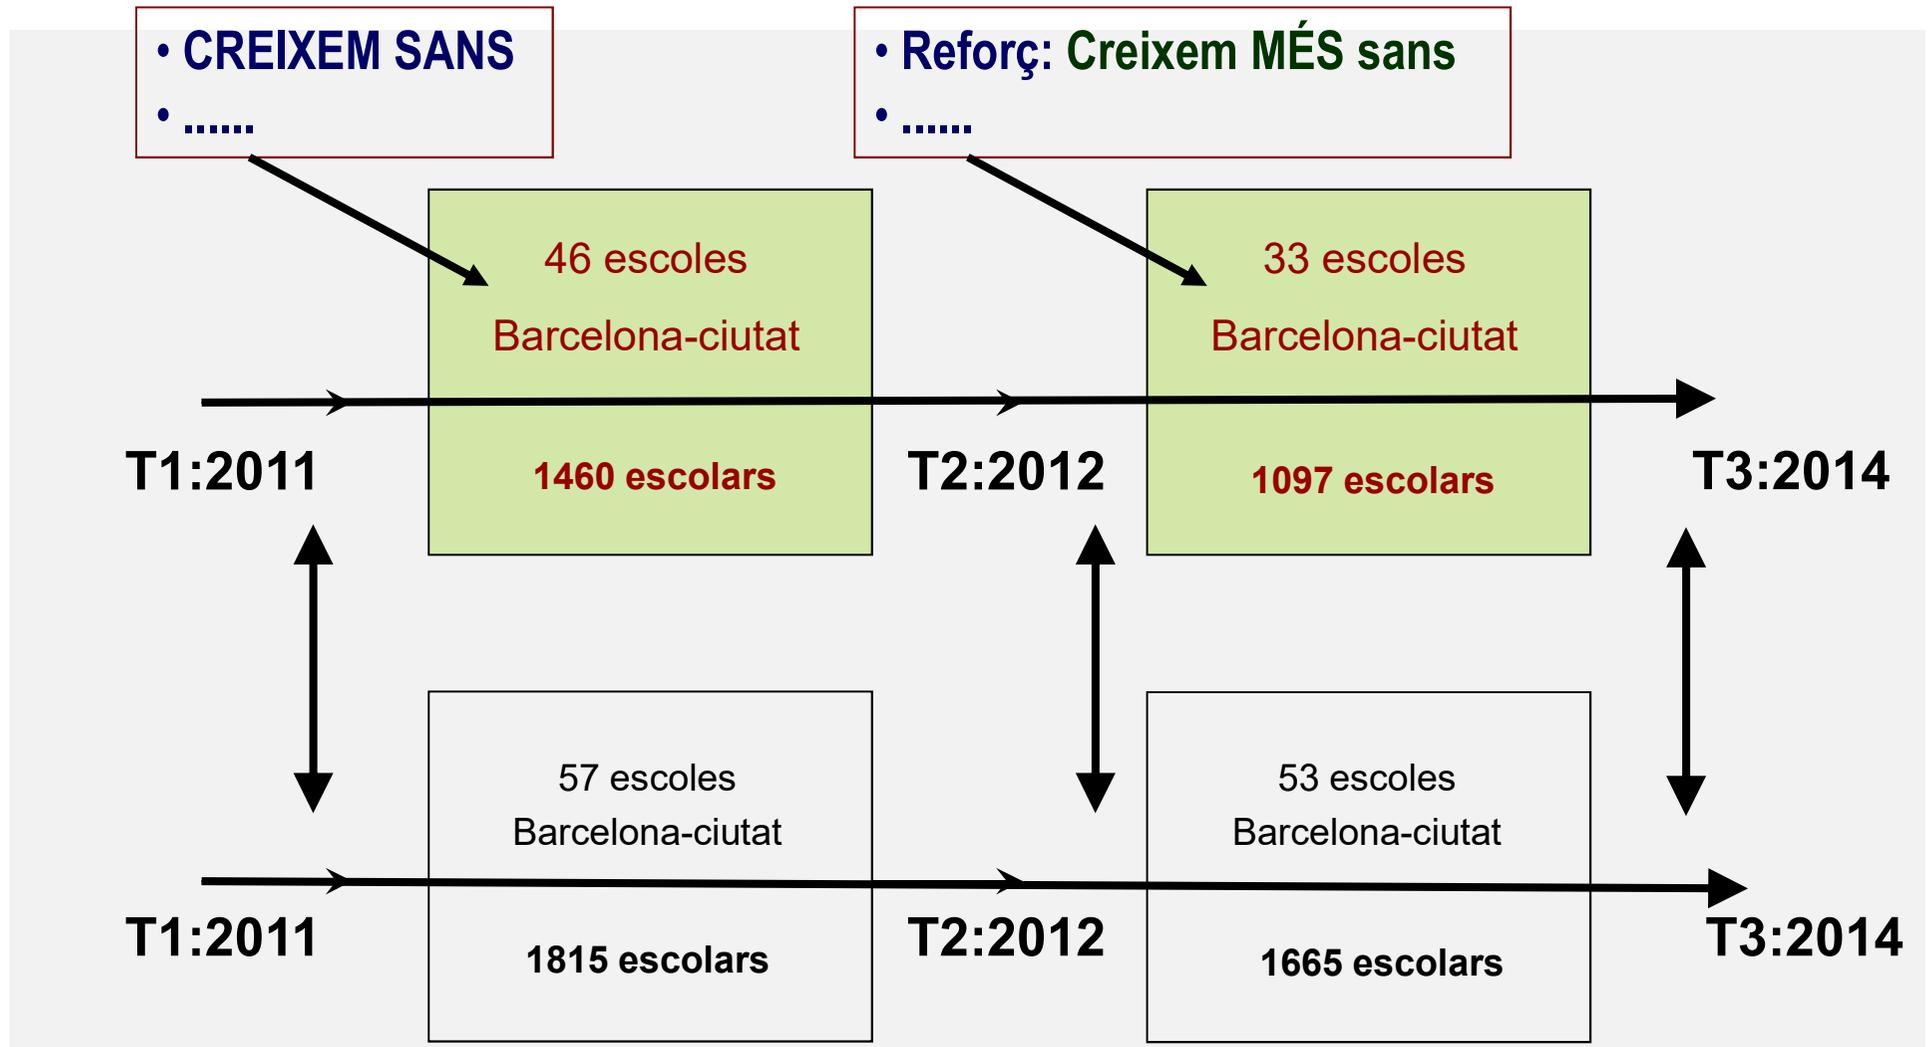 • CREIXEM SANS
• .......
• Reforç: Creixem MÉS sans
• .......
46 escoles
Barcelona-ciutat
33 escoles
Barcelona-ciutat
T1:2011
1460 escolars
T2:2012
1097 escolars
T3:2014
57 escoles
Barcelona-ciutat
53 escoles
Barcelona-ciutat
T1:2011
1815 escolars
T2:2012
1665 escolars
T3:2014